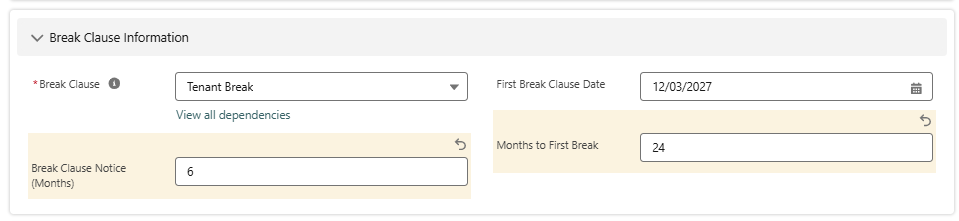 Break Clause Information
*Break Clause
Tenant Break
View all dependencies
First Break Clause Date
12/03/2027
Break Clause Notice
(Months)
6
Months to First Break
24